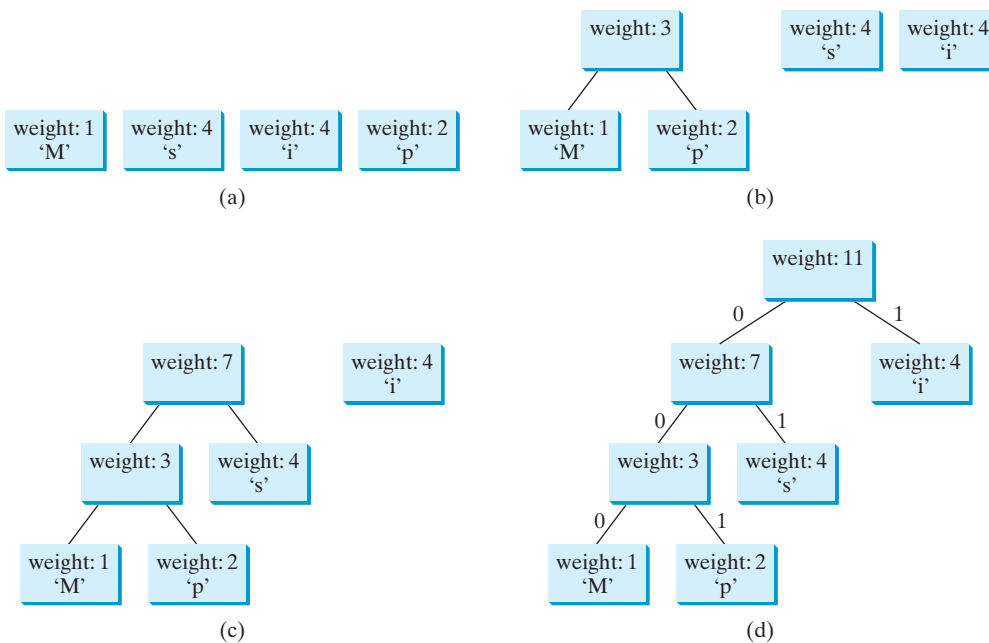 weight: 1
‘M’
weight: 4
‘s’
weight: 4
‘i’
weight: 2
‘p’
(a)
weight: 3
weight: 4
‘s’
weight: 4
‘i’
weight: 1
‘M’
weight: 2
‘p’
(b)
weight: 7
weight: 4
‘i’
weight: 3
weight: 4
‘s’
weight: 1
‘M’
weight: 2
‘p’
(c)
weight: 11
0
1
weight: 7
weight: 4
‘i’
0
1
weight: 3
weight: 4
‘s’
0
1
weight: 1
‘M’
weight: 2
‘p’
(d)